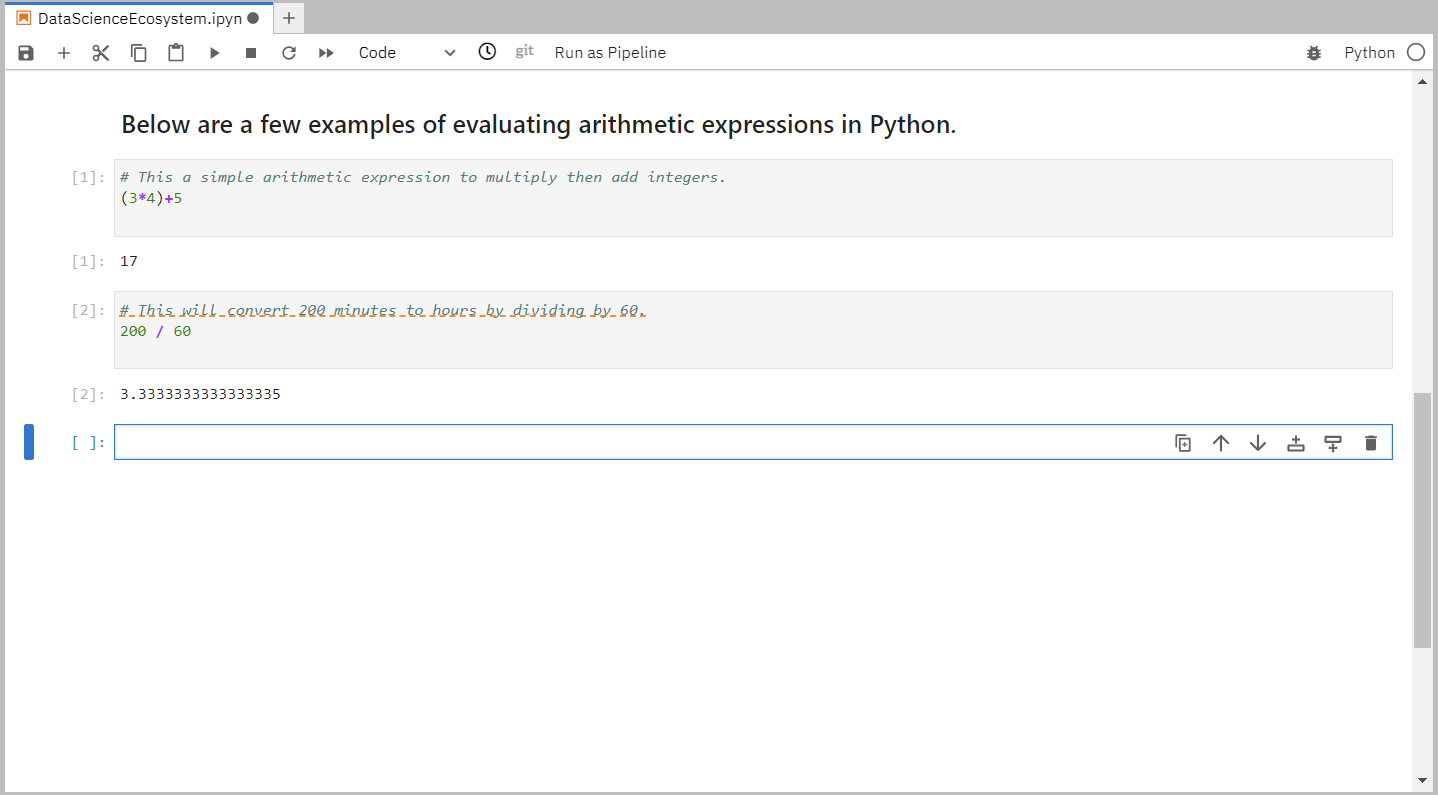 DataScienceEcosystem.ipyn
Code git Run as Pipeline Python
Below are a few examples of evaluating arithmetic expressions in Python.
[1]: # This a simple arithmetic expression to multiply then add integers.
(3*4)+5
[1]: 17
[2]: # This will convert 200 minutes to hours by dividing by 60.
200 / 60
[2]: 3.3333333333333335
[ ]: